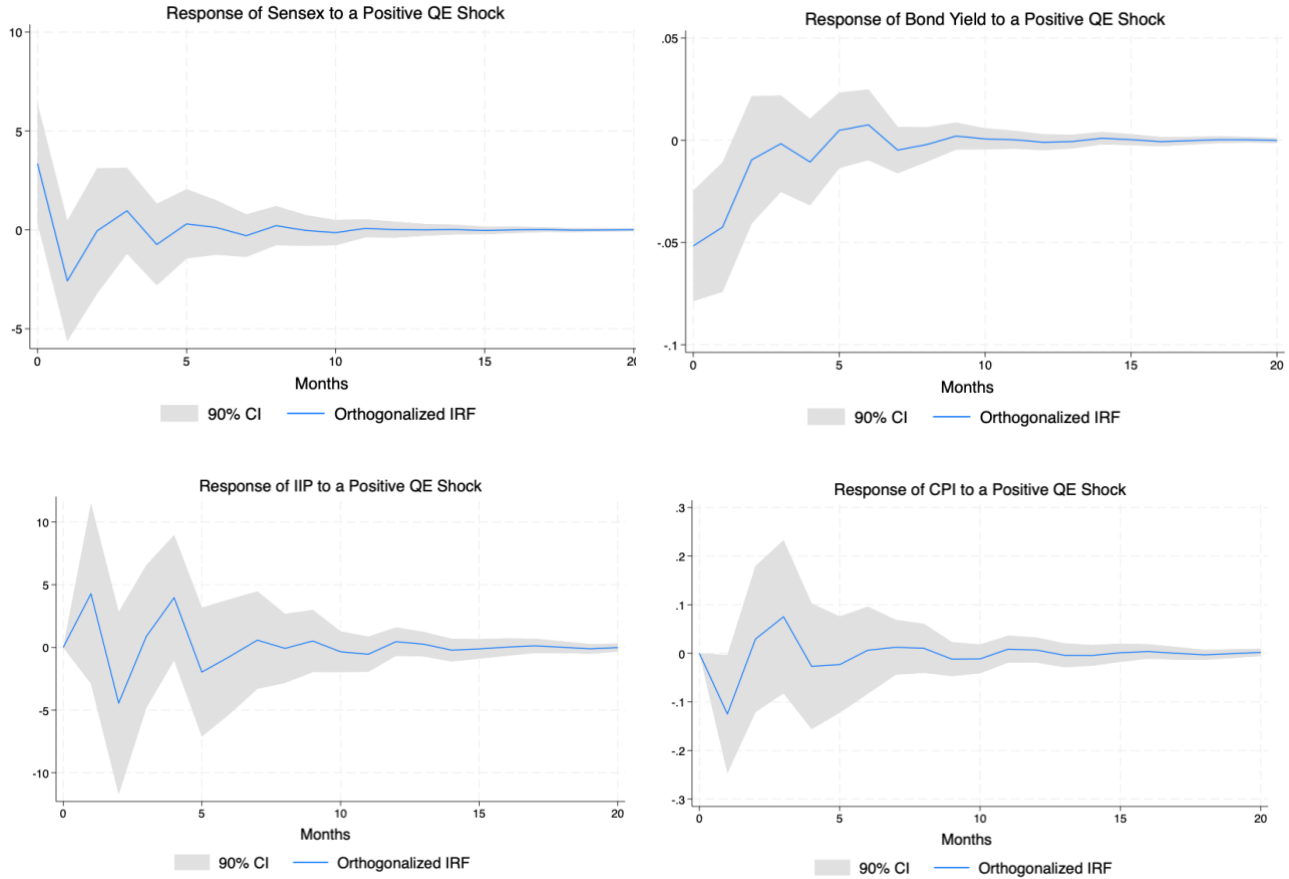 Response of Sensex to a Positive QE Shock
10
5
0
-5
0 5 10 15 20
Months
90% CI Orthogonalized IRF
Response of Bond Yield to a Positive QE Shock
.05
0
-.05
-.1
0 5 10 15 20
Months
90% CI Orthogonalized IRF
Response of IIP to a Positive QE Shock
10
5
0
-5
-10
0 5 10 15 20
Months
90% CI Orthogonalized IRF
Response of CPI to a Positive QE Shock
.3
.2
.1
0
-.1
-.2
-.3
0 5 10 15 20
Months
90% CI Orthogonalized IRF